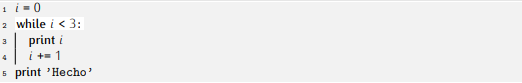 1 i = 0
2 while i < 3:
3 print i
4 i += 1
5 print ’Hecho’